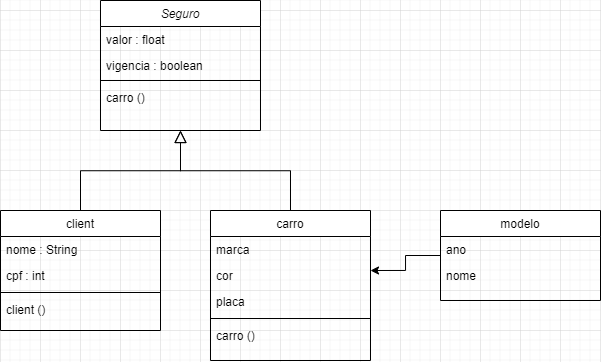 Seguro
valor : float
vigencia : boolean
carro ()
client
nome : String
cpf : int
client ()
carro
marca
cor
placa
carro ()
modelo
ano
nome